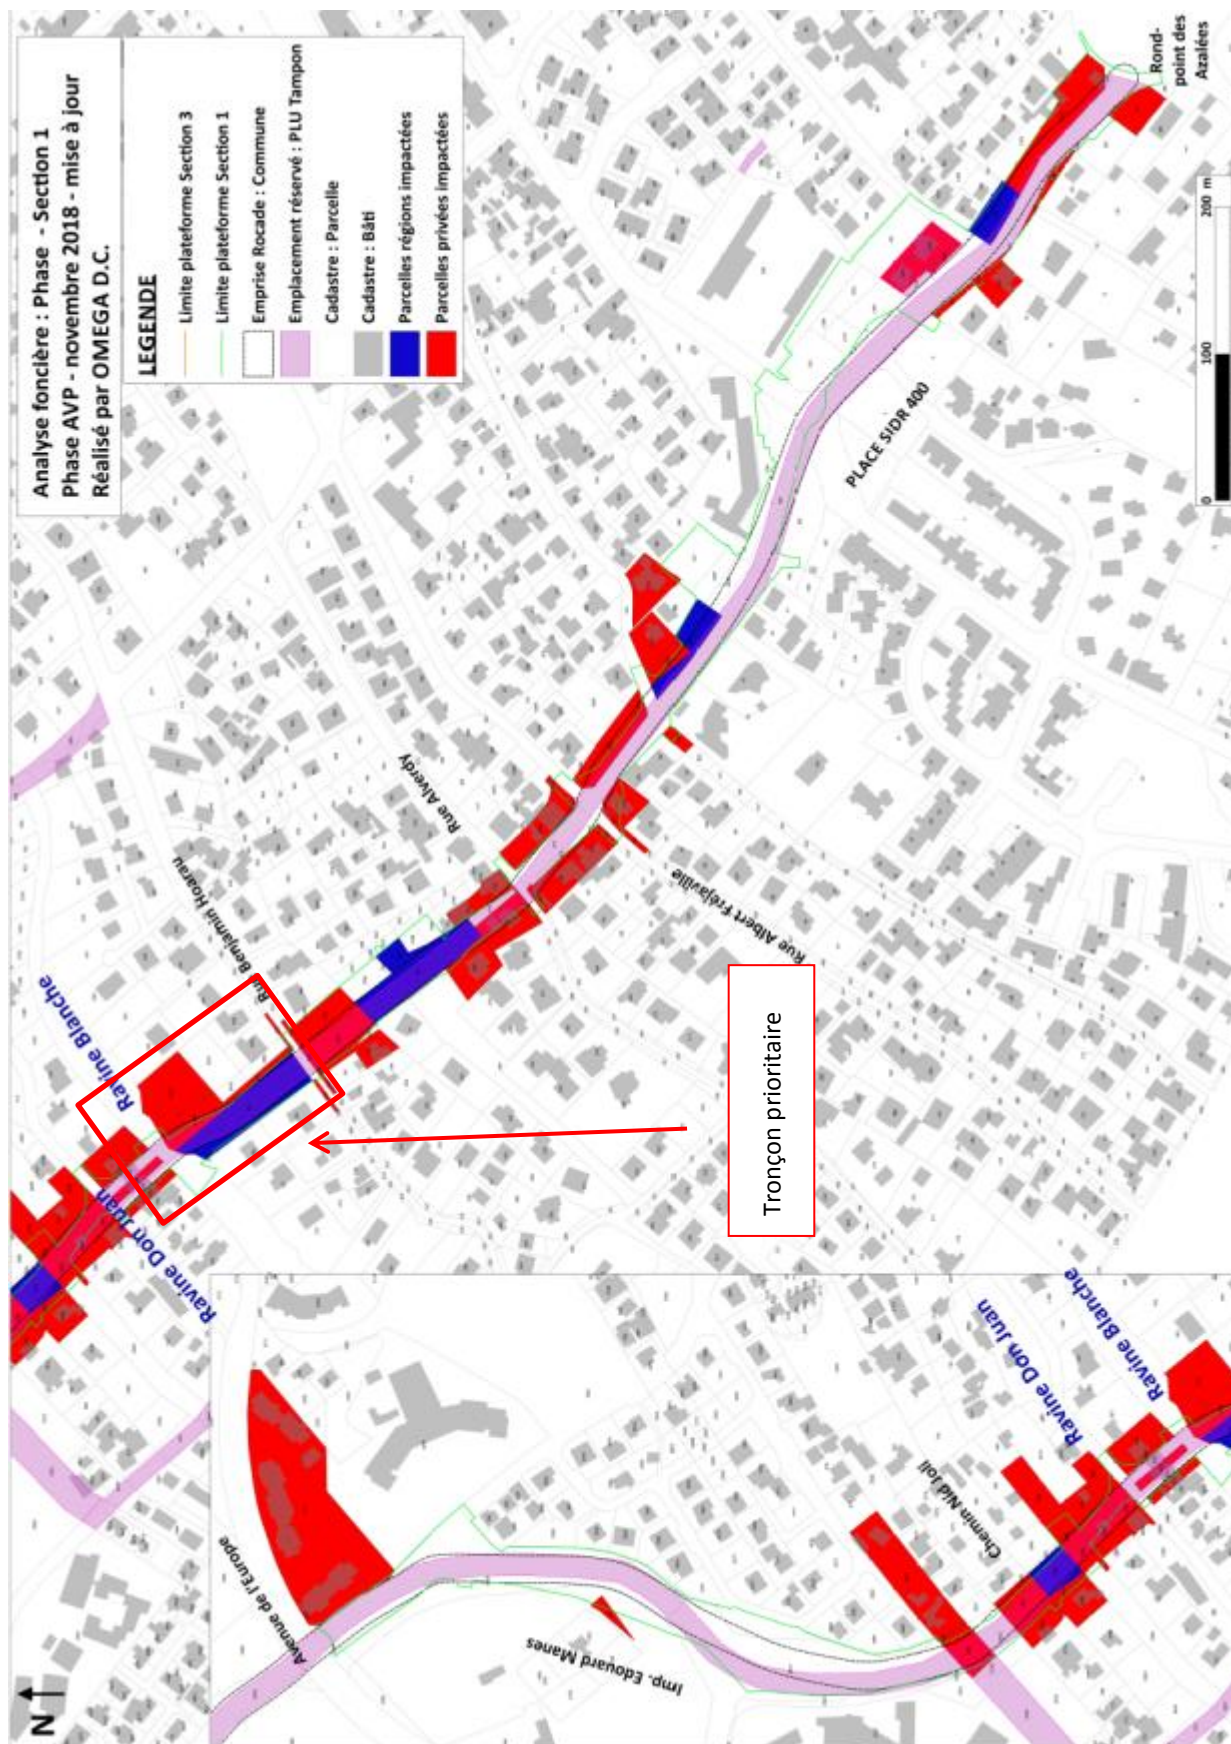 Analyse foncière : Phase - Section 1
Phase AVP - novembre 2018 - mise à jour
Réalisé par OMEGA D.C.
LEGENDE
Limite plateforme Section 3
Limite plateforme Section 1
Emprise Rocade : Commune
Emplacement réservé : PLU Tampon
Cadastre : Parcelle
Cadastre : Bâti
Parcelles régions impactées
Parcelles privées impactées
Rond-
point des
Azalées
0 100 200 m
PLACE SIDR 400
Rue Alverdy
Rue Albert Fréjaville
Rue Benjamin Hoarau
Ravine Blanche
Ravine Don Juan
Tronçon prioritaire
N
Avenue de l'Europe
Imp. Edouard Manes
Chemin Nid Joli
Ravine Don Juan
Ravine Blanche